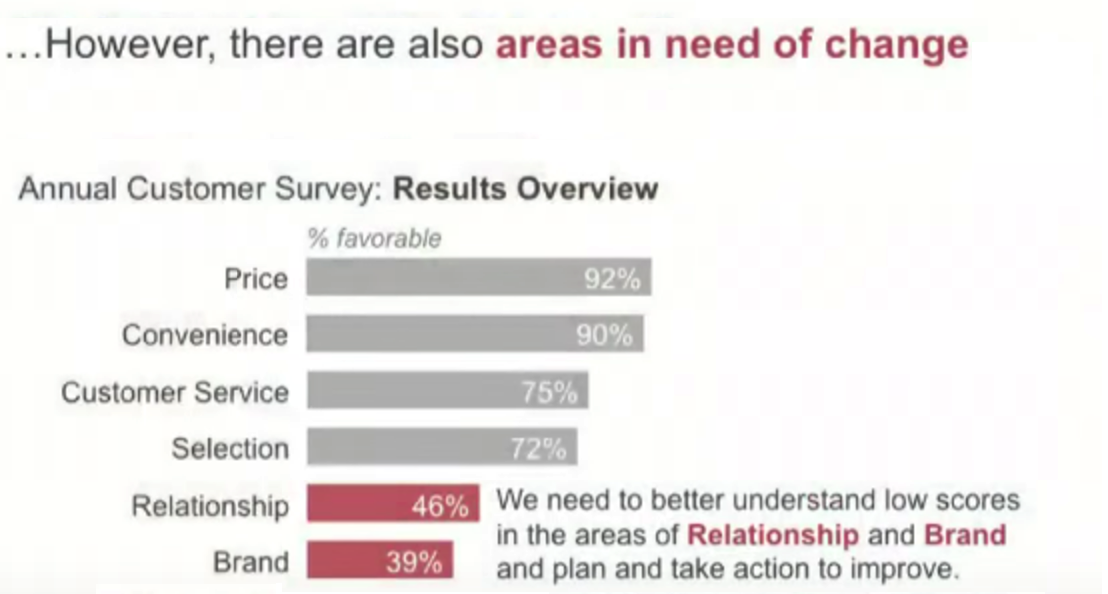 ...However, there are also areas in need of change
Annual Customer Survey: Results Overview
% favorable
Price 92%
Convenience 90%
Customer Service 75%
Selection 72%
Relationship 46%
Brand 39%
We need to better understand low scores
in the areas of Relationship and Brand
and plan and take action to improve.